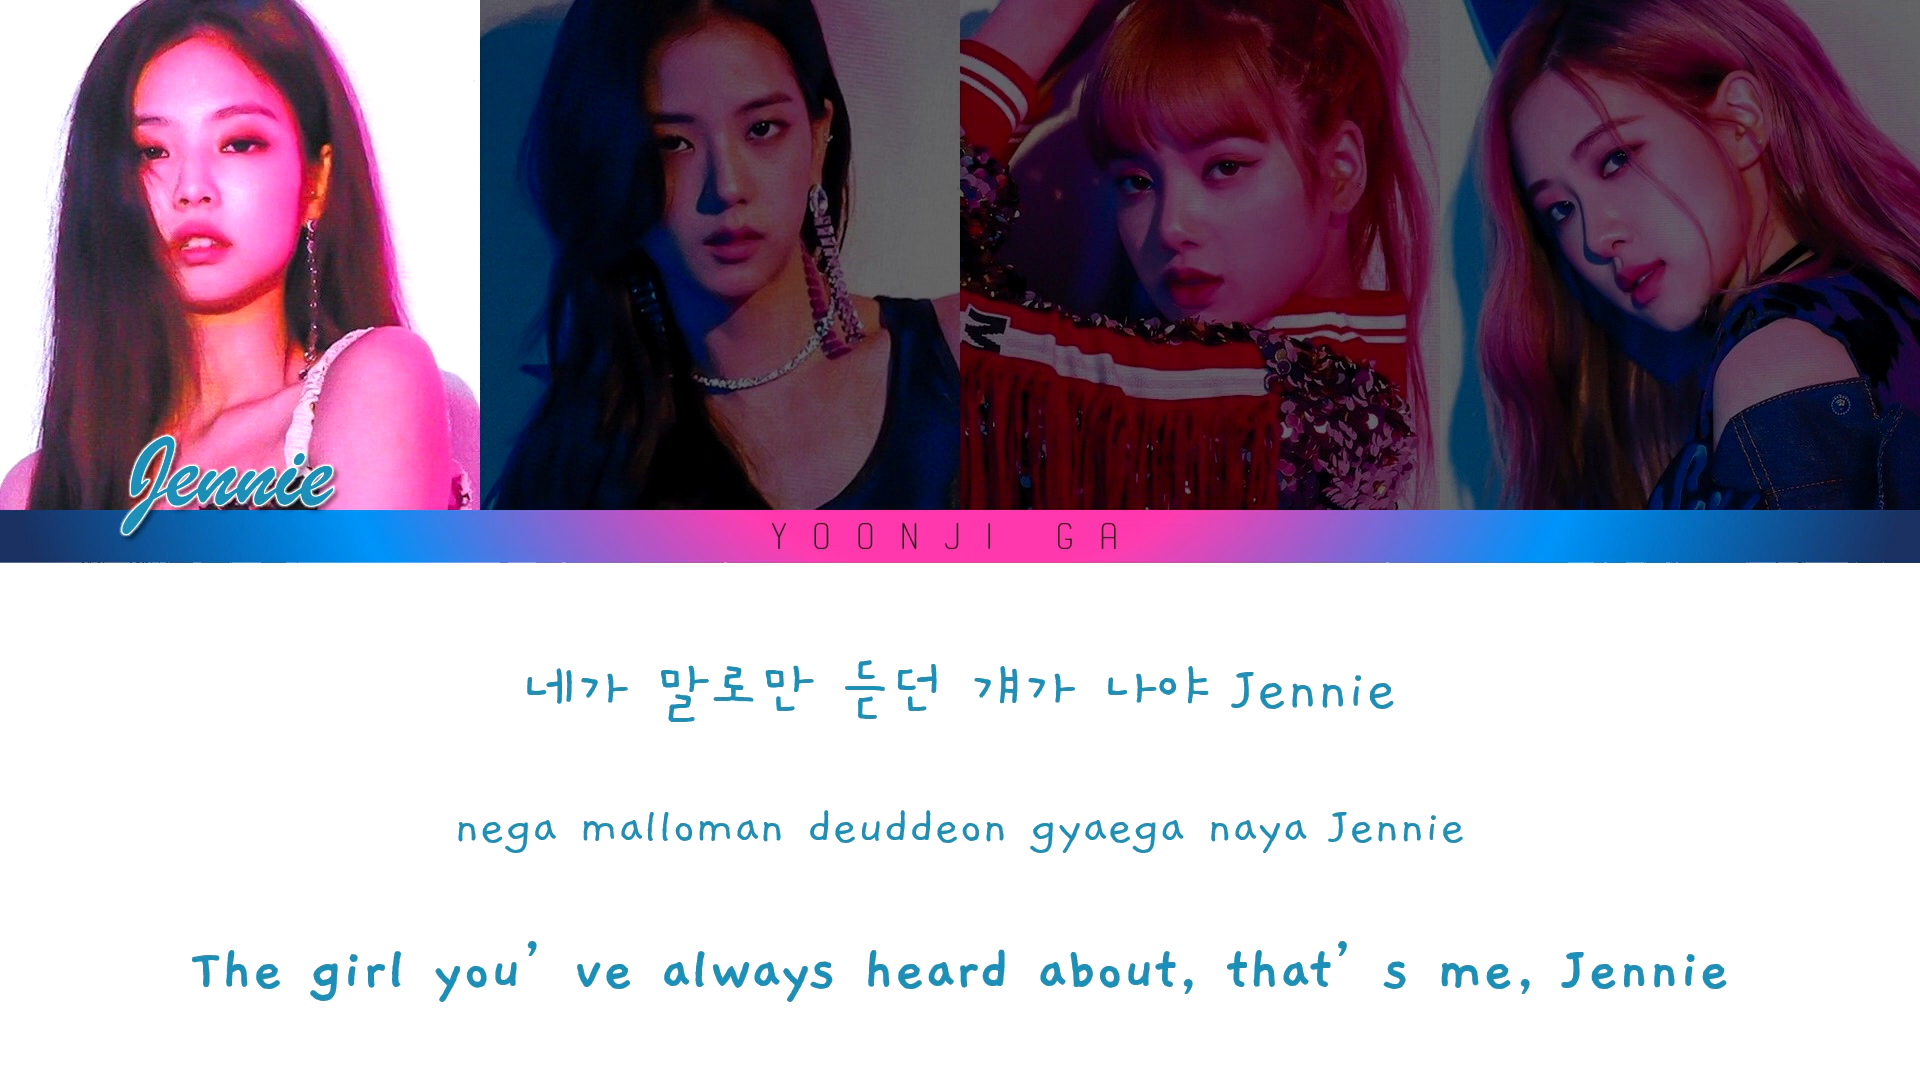 Jennie
YOONJI GA
네가 말로만 듣던 걔가 나야 Jennie
nega malloman deuddeon gyaega naya Jennie
The girl you’ve always heard about, that’s me, Jennie